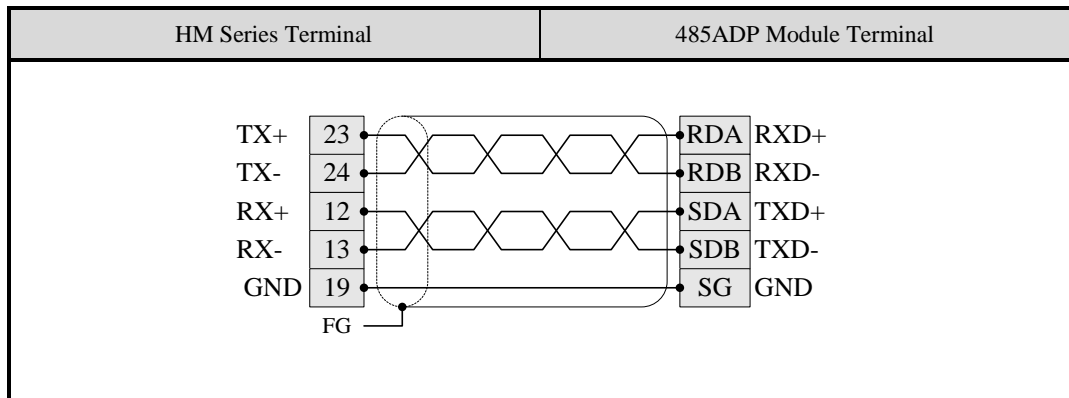 HM Series Terminal 485ADP Module Terminal
TX+ 23 RDA RXD+
TX- 24 RDB RXD-
RX+ 12 SDA TXD+
RX- 13 SDB TXD-
GND 19 SG GND
FG